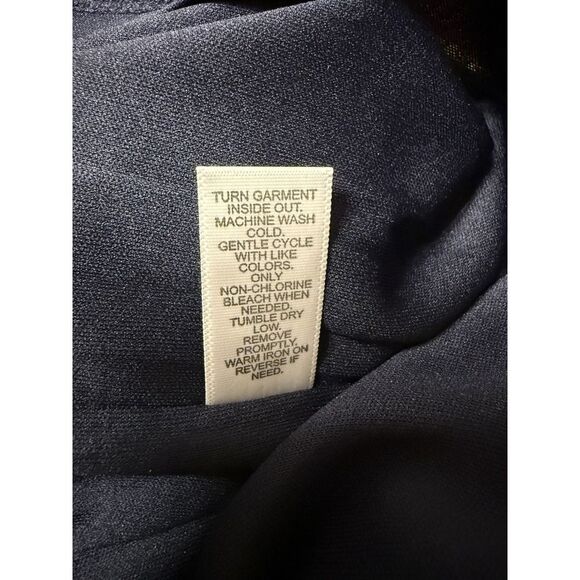 TURN GARMENT
INSIDE OUT.
MACHINE WASH
COLD.
GENTLE CYCLE
WITH LIKE
COLORS.
ONLY
NON-CHLORINE
BLEACH WHEN
NEEDED.
TUMBLE DRY
LOW.
REMOVE
PROMPTLY.
WARM IRON ON
REVERSE IF
NEED.